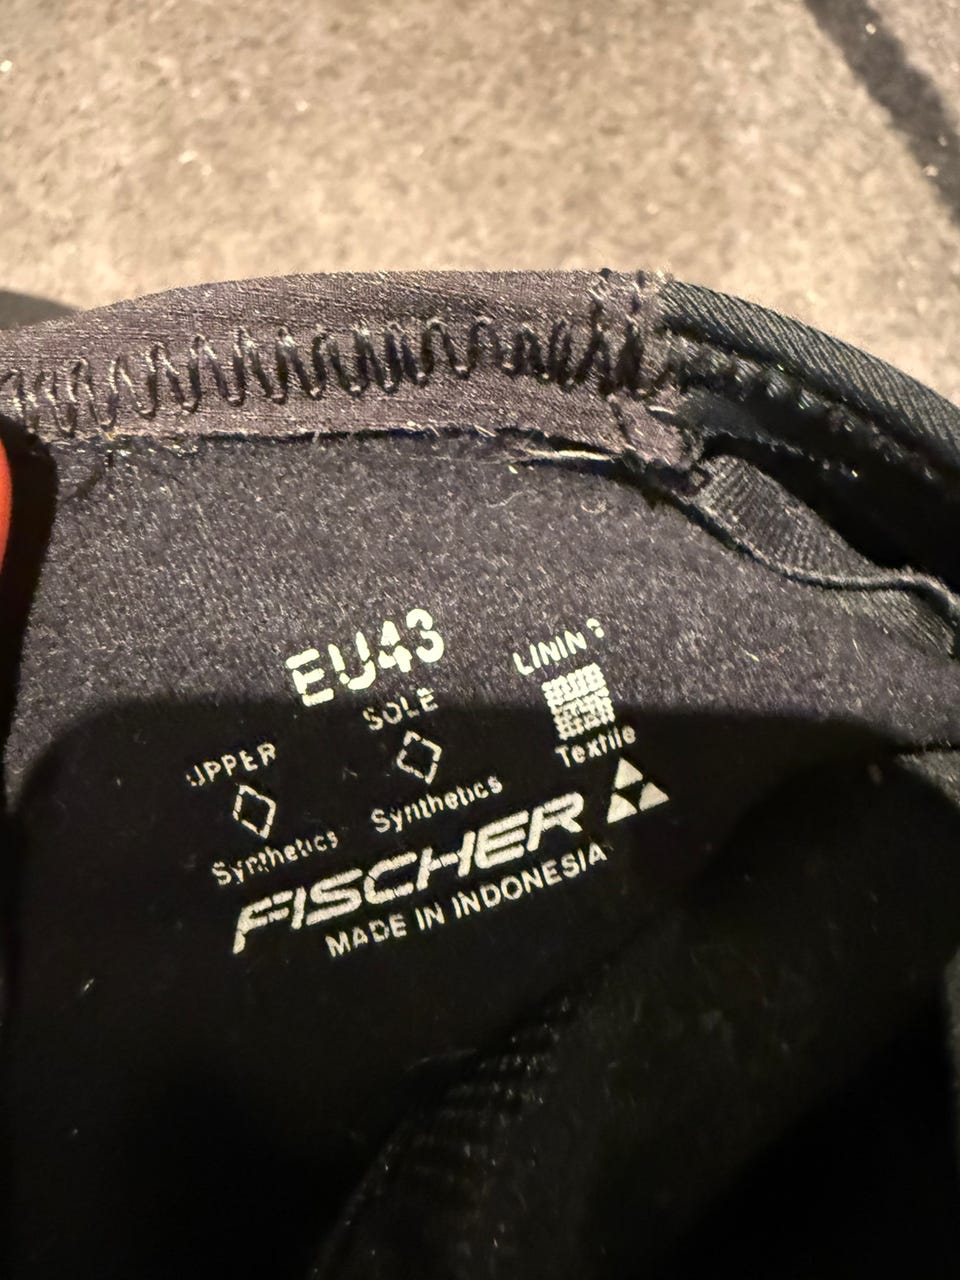 EU43
UPPER SOLE LINING
Synthetics Synthetics Textile
FISCHER
MADE IN INDONESIA